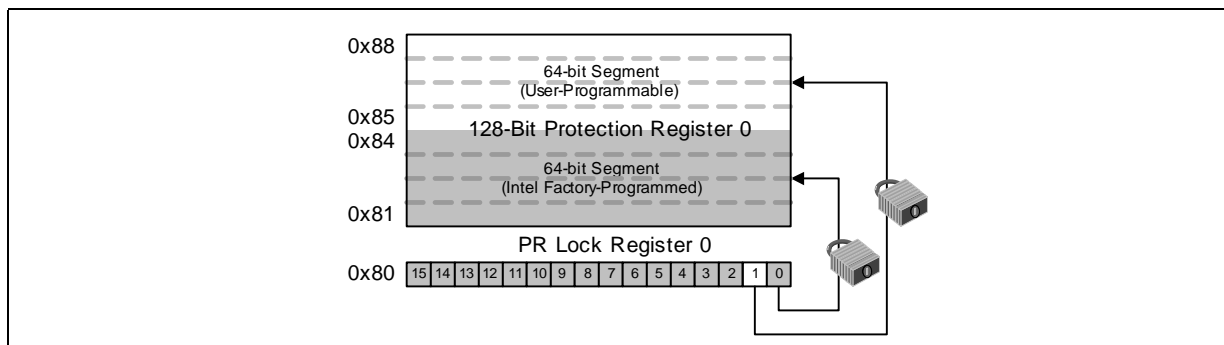 0x88
64-bit Segment
(User-Programmable)
0x85
128-Bit Protection Register 0
0x84
64-bit Segment
(Intel Factory-Programmed)
0x81
PR Lock Register 0
0x80 15 14 13 12 11 10 9 8 7 6 5 4 3 2 1 0